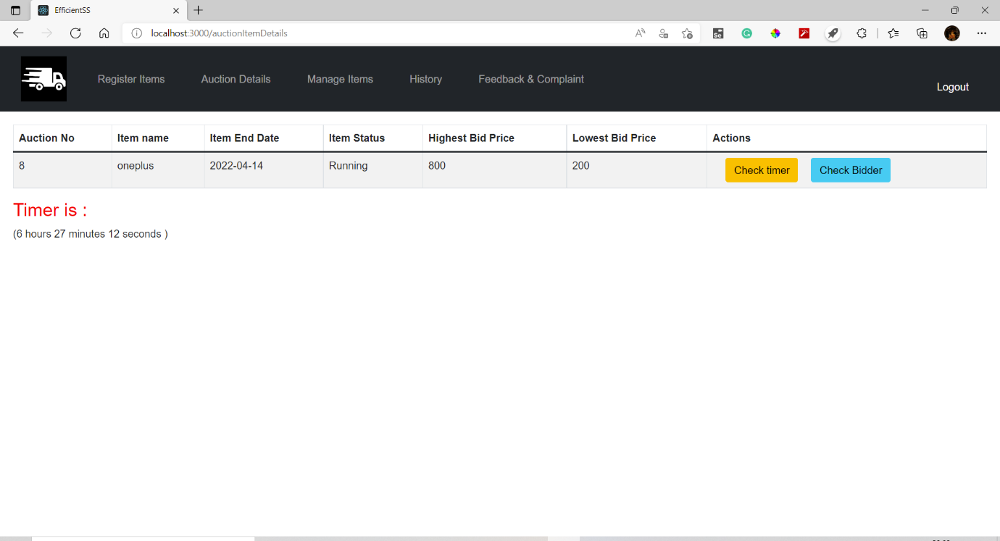 EfficientSS
localhost:3000/auctionItemDetails
Register Items Auction Details Manage Items History Feedback & Complaint Logout
Auction No Item name Item End Date Item Status Highest Bid Price Lowest Bid Price Actions
8 oneplus 2022-04-14 Running 800 200 Check timer Check Bidder
Timer is :
(6 hours 27 minutes 12 seconds )